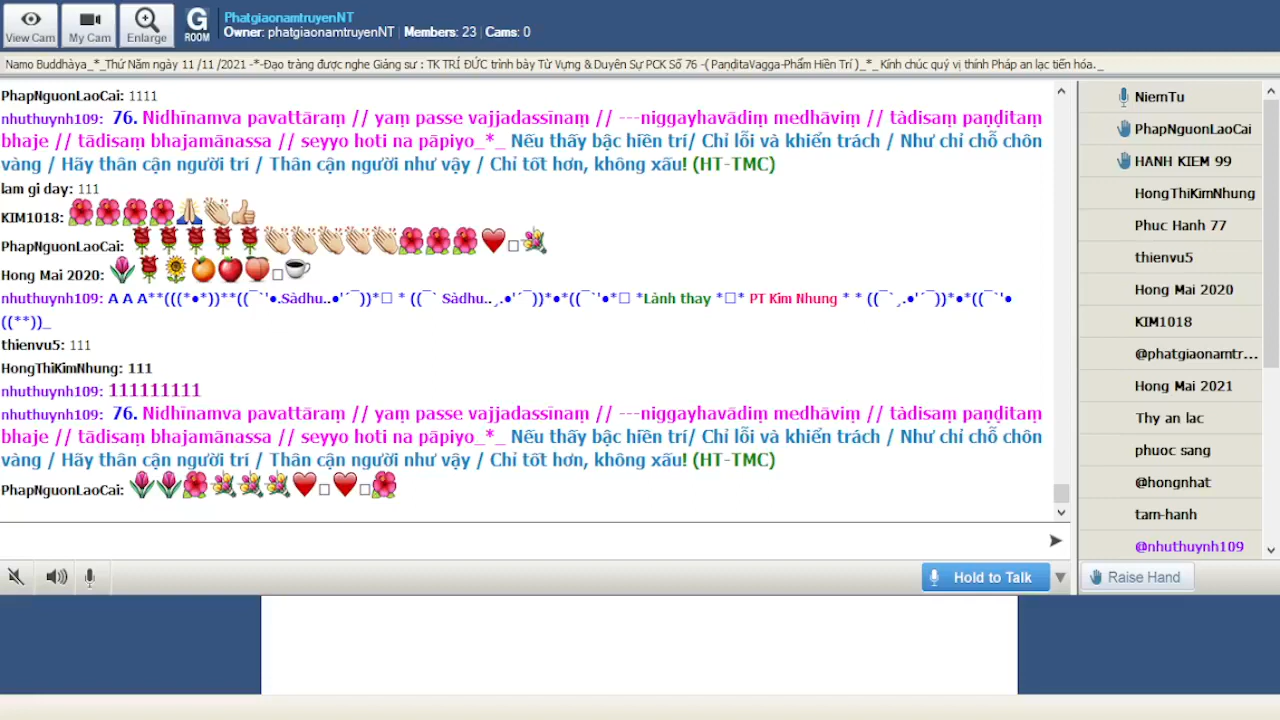 View Cam
My Cam
Enlarge
G
ROOM
PhatgiaonamtruyenNT
Owner: phatgiaonamtruyenNT | Members: 23 | Cams: 0
Namo Buddhàya_*_Thứ Năm ngày 11 /11 /2021 -*-Đạo tràng được nghe Giảng sư : TK TRÍ ĐỨC trình bày Từ Vựng & Duyên Sự PCK Số 76 -( PaṇḍitaVagga-Phẩm Hiền Trí )_*_ Kính chúc quý vị thính Pháp an lạc tiến hóa._
PhapNguonLaoCai: 1111
nhuthuynh109: 76. Nidhīnamva pavattāraṃ // yaṃ passe vajjadassīnaṃ // ---niggayhavādiṃ medhāviṃ // tàdisaṃ paṇḍitaṃ
bhaje // tādisaṃ bhajamānassa // seyyo hoti na pāpiyo_*_ Nếu thấy bậc hiền trí/ Chỉ lỗi và khiển trách / Như chỉ chỗ chôn
vàng / Hãy thân cận người trí / Thân cận người như vậy / Chỉ tốt hơn, không xấu! (HT-TMC)
lam gi day: 111
KIM1018:
PhapNguonLaoCai:
Hong Mai 2020:
nhuthuynh109: A A A**(((*•*))**((¯`'•.Sàdhu..•'´¯))*□ * ((¯` Sàdhu..¸.•'´¯))*•*((¯`'•*□ *Lành thay *□* PT Kim Nhung * * ((¯`¸.•'´¯))*•*((¯`'•
((**))_
thienvu5: 111
HongThiKimNhung: 111
nhuthuynh109: 111111111
nhuthuynh109: 76. Nidhīnamva pavattāraṃ // yaṃ passe vajjadassīnaṃ // ---niggayhavādiṃ medhāviṃ // tàdisaṃ paṇḍitaṃ
bhaje // tādisaṃ bhajamānassa // seyyo hoti na pāpiyo_*_ Nếu thấy bậc hiền trí/ Chỉ lỗi và khiển trách / Như chỉ chỗ chôn
vàng / Hãy thân cận người trí / Thân cận người như vậy / Chỉ tốt hơn, không xấu! (HT-TMC)
PhapNguonLaoCai:
Hold to Talk
NiemTu
PhapNguonLaoCai
HANH KIEM 99
HongThiKimNhung
Phuc Hanh 77
thienvu5
Hong Mai 2020
KIM1018
@phatgiaonamtr...
Hong Mai 2021
Thy an lac
phuoc sang
@hongnhat
tam-hanh
@nhuthuynh109
Raise Hand